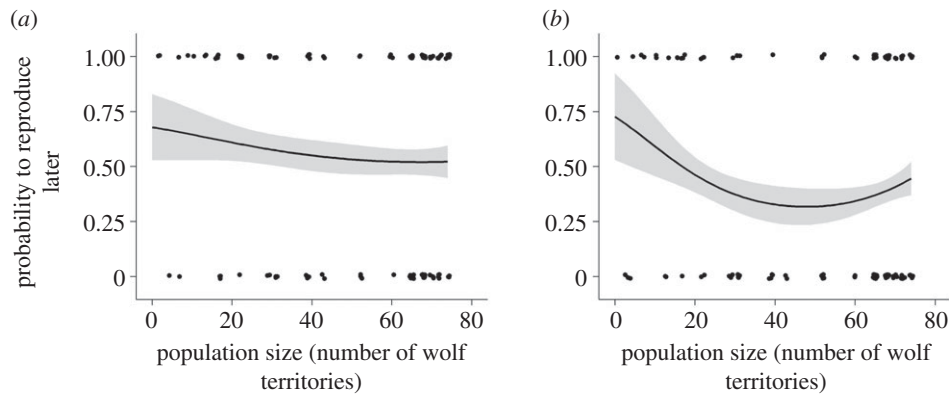 (a)
(b)
probability to reproduce
later
1.00
0.75
0.50
0.25
0
0 20 40 60 80
population size (number of wolf
territories)
1.00
0.75
0.50
0.25
0
0 20 40 60 80
population size (number of wolf
territories)